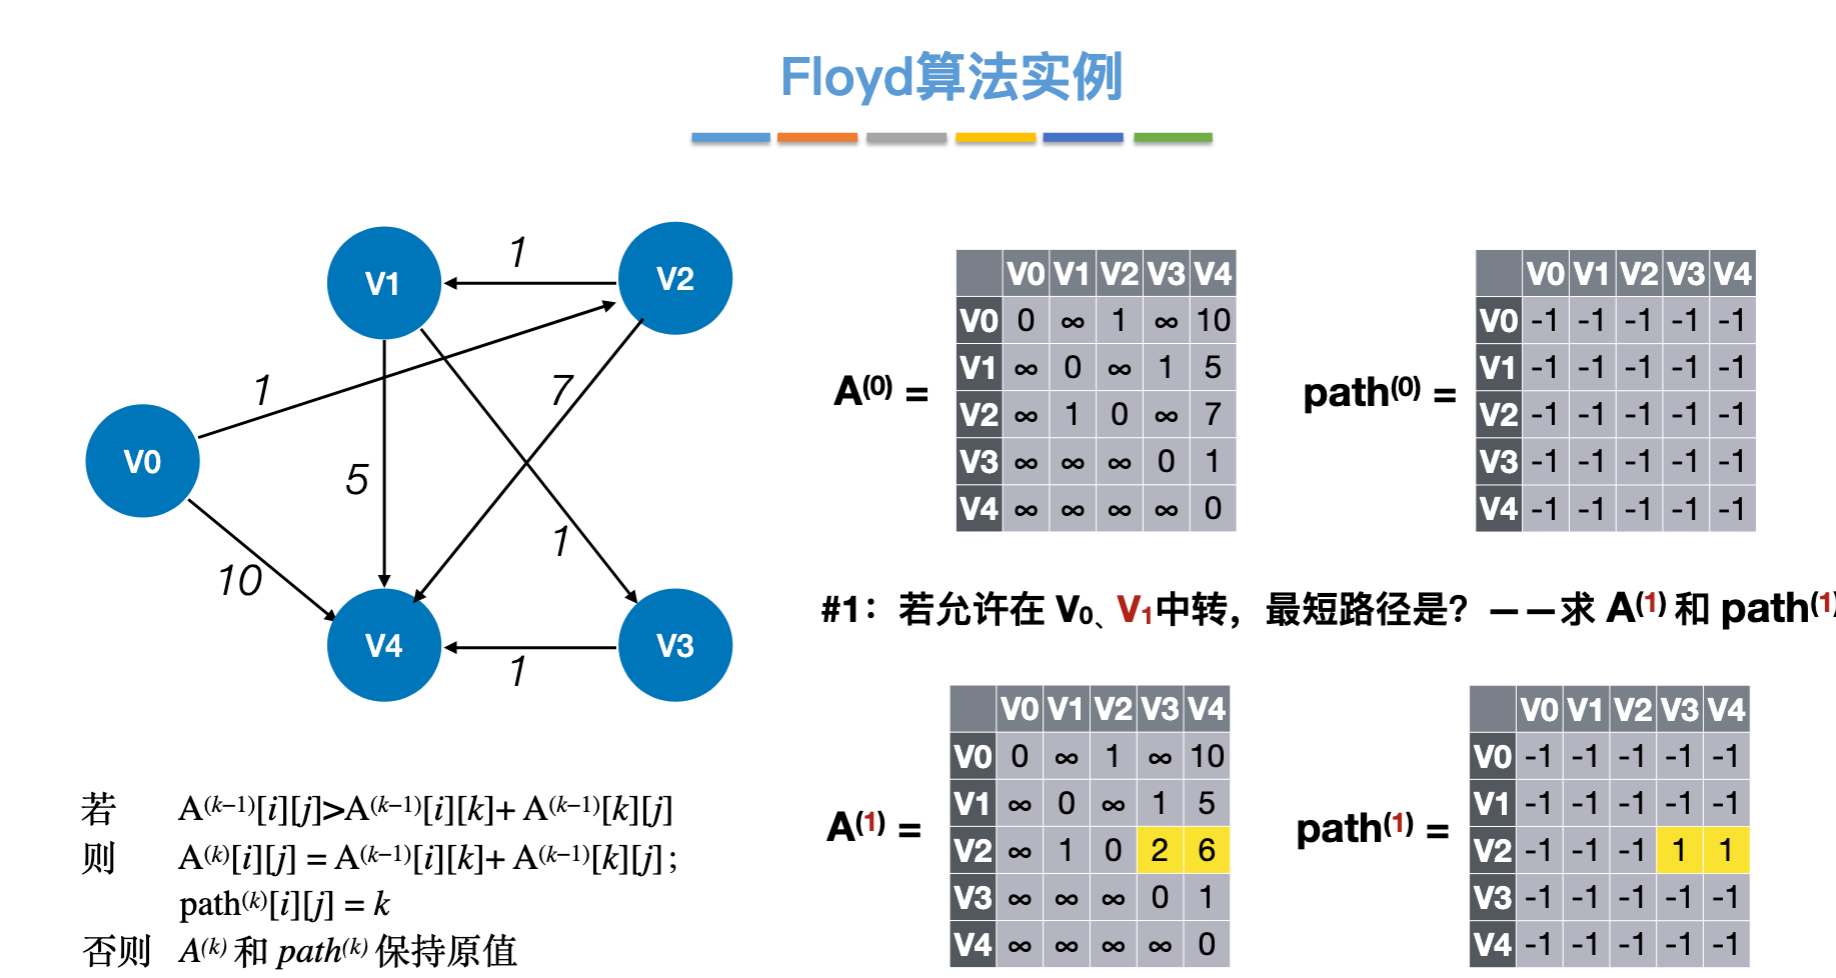 Floyd算法实例
V1
V2
V0
V4
V3
1
1
7
5
1
10
1
A(0) =
V0 V1 V2 V3 V4
V0 0 ∞ 1 ∞ 10
V1 ∞ 0 ∞ 1 5
V2 ∞ 1 0 ∞ 7
V3 ∞ ∞ ∞ 0 1
V4 ∞ ∞ ∞ ∞ 0
path(0) =
V0 V1 V2 V3 V4
V0 -1 -1 -1 -1 -1
V1 -1 -1 -1 -1 -1
V2 -1 -1 -1 -1 -1
V3 -1 -1 -1 -1 -1
V4 -1 -1 -1 -1 -1
#1：若允许在 V0、V1中转，最短路径是？——求 A(1) 和 path(1)
A(1) =
V0 V1 V2 V3 V4
V0 0 ∞ 1 ∞ 10
V1 ∞ 0 ∞ 1 5
V2 ∞ 1 0 2 6
V3 ∞ ∞ ∞ 0 1
V4 ∞ ∞ ∞ ∞ 0
path(1) =
V0 V1 V2 V3 V4
V0 -1 -1 -1 -1 -1
V1 -1 -1 -1 -1 -1
V2 -1 -1 -1 1 1
V3 -1 -1 -1 -1 -1
V4 -1 -1 -1 -1 -1
若 A(k−1)[i][j]>A(k−1)[i][k]+ A(k−1)[k][j]
则 A(k)[i][j] = A(k−1)[i][k]+ A(k−1)[k][j] ;
path(k)[i][j] = k
否则 A(k) 和 path(k) 保持原值